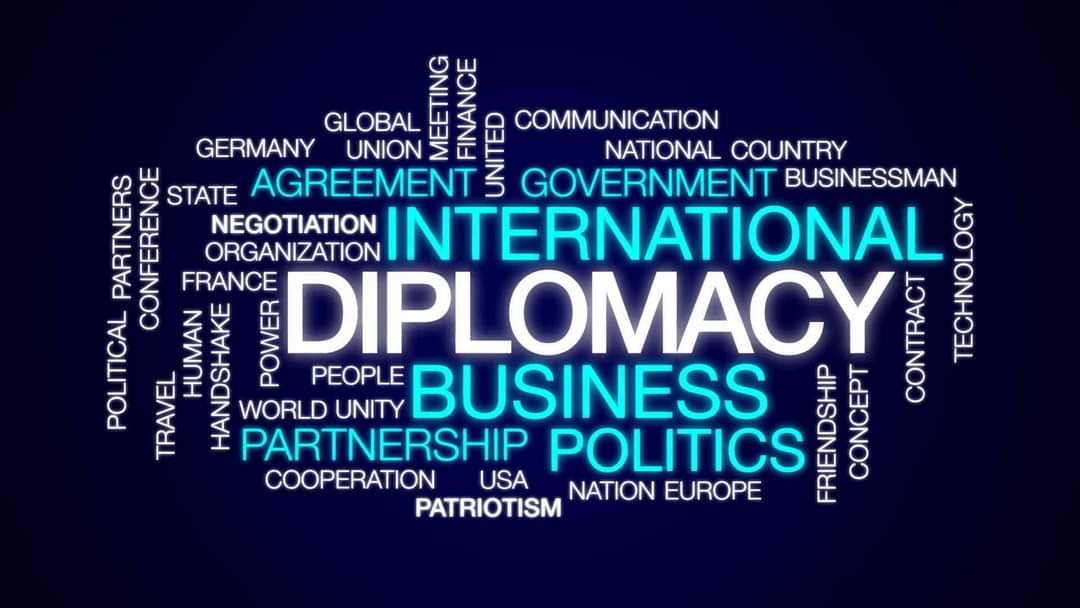 MEETING
FINANCE
GLOBAL
UNITED
COMMUNICATION
GERMANY
UNION
NATIONAL COUNTRY
STATE
AGREEMENT
GOVERNMENT
BUSINESSMAN
POLITICAL PARTNERS
CONFERENCE
NEGOTIATION
INTERNATIONAL
TECHNOLOGY
ORGANIZATION
FRANCE
DIPLOMACY
CONTRACT
HUMAN
HANDSHAKE
POWER
TRAVEL
PEOPLE
BUSINESS
WORLD UNITY
FRIENDSHIP
CONCEPT
PARTNERSHIP
POLITICS
COOPERATION
USA
NATION EUROPE
PATRIOTISM